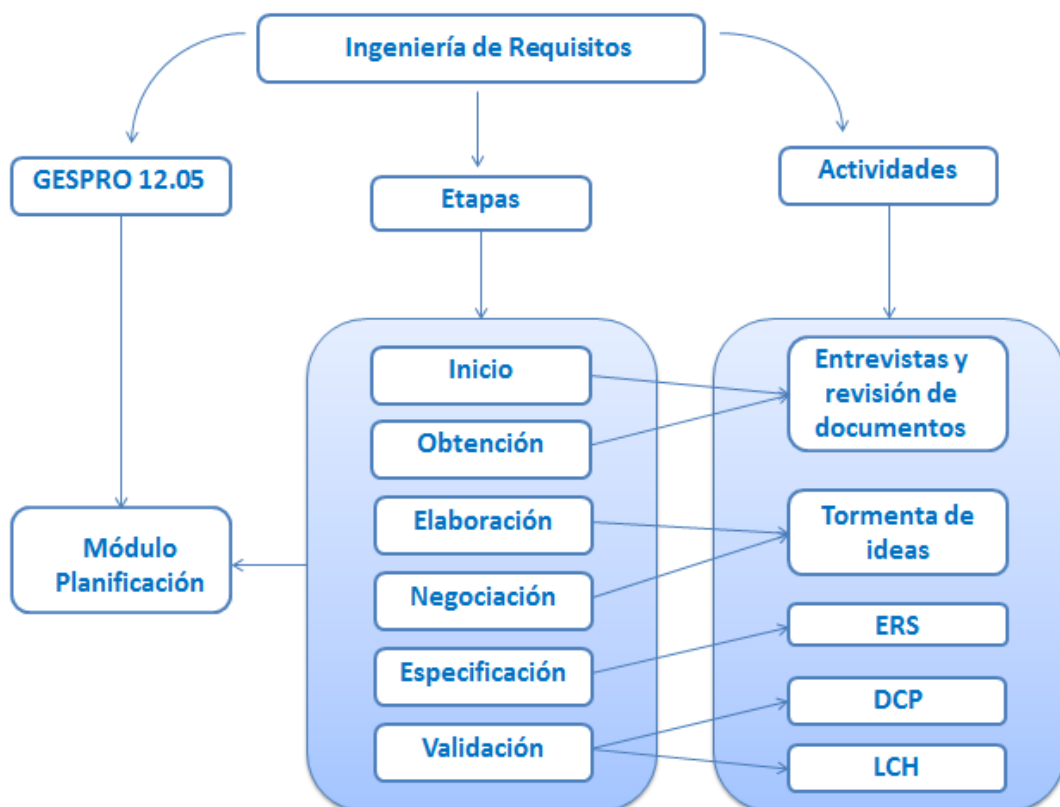 Ingeniería de Requisitos
GESPRO 12.05
Etapas
Actividades
Inicio
Obtención
Elaboración
Negociación
Especificación
Validación
Entrevistas y
revisión de
documentos
Tormenta de
ideas
ERS
DCP
LCH
Módulo
Planificación